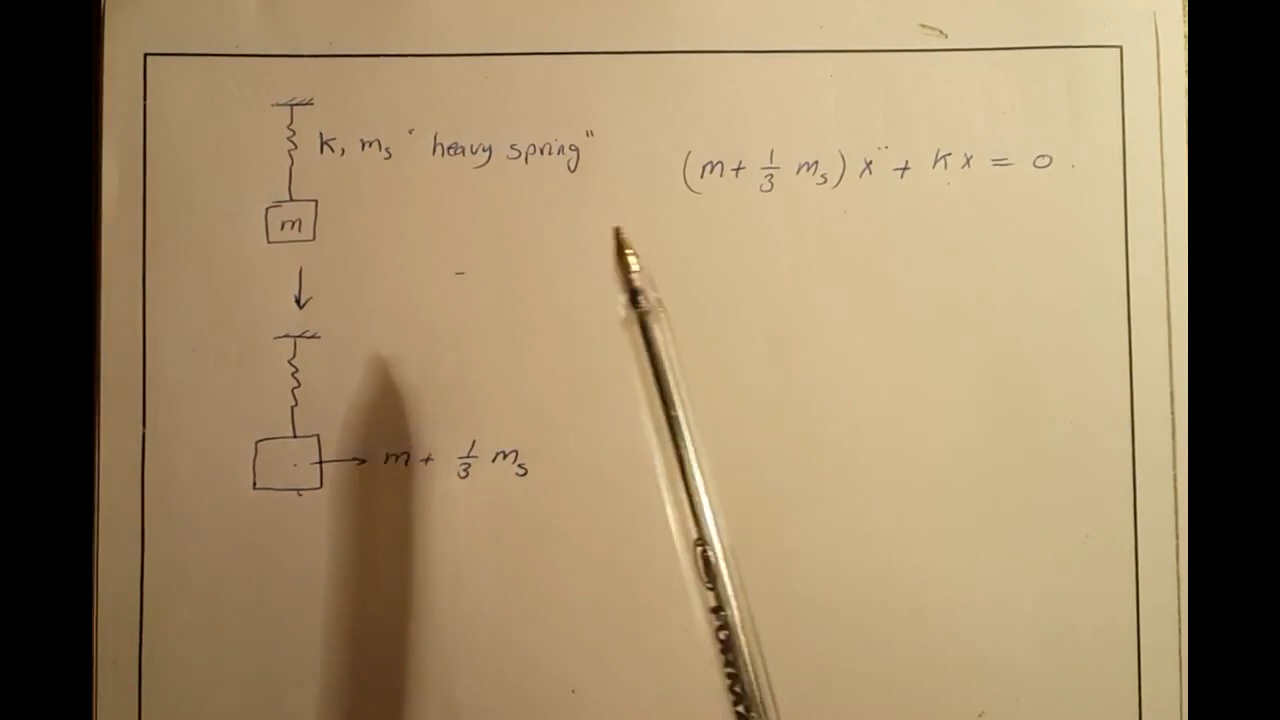 k, ms "heavy spring"
(m + 1/3 ms) ẍ + kx = 0.
m
m + 1/3 ms